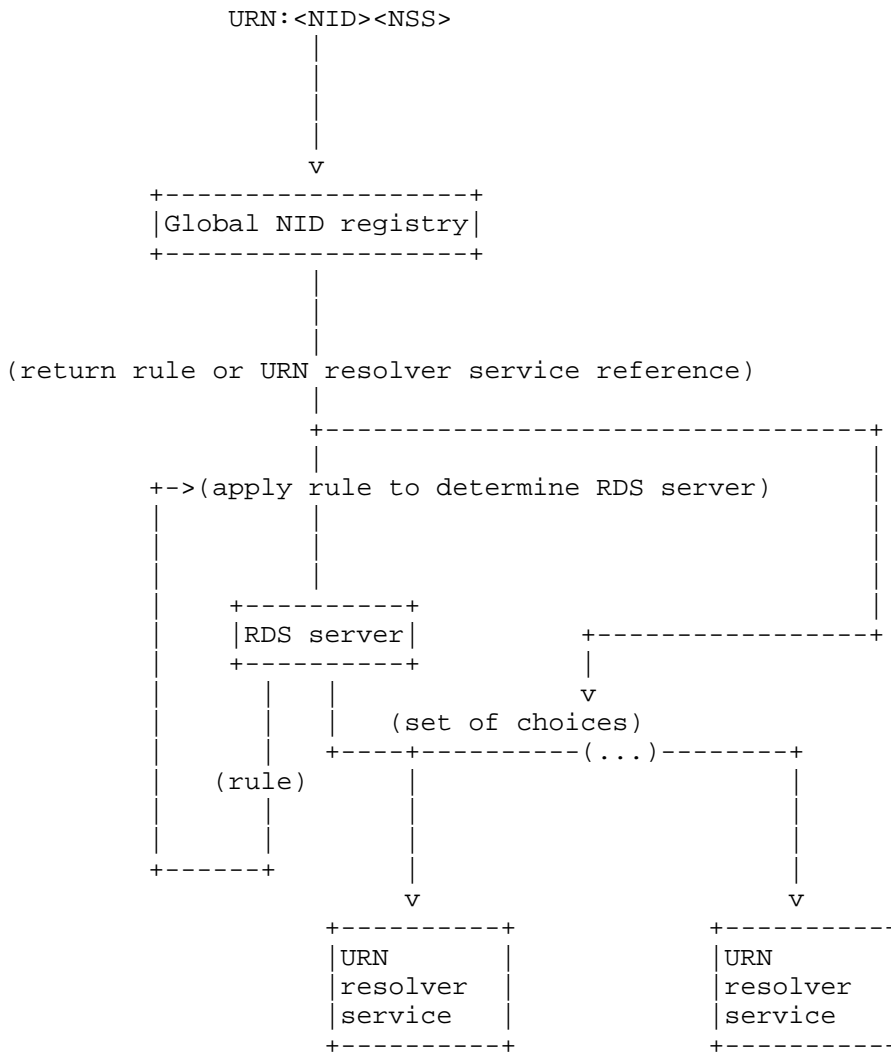 URN:<NID><NSS>
Global NID registry
(return rule or URN resolver service reference)
+->(apply rule to determine RDS server)
RDS server
(set of choices)
(...)
(rule)
URN URN
resolver resolver
service service